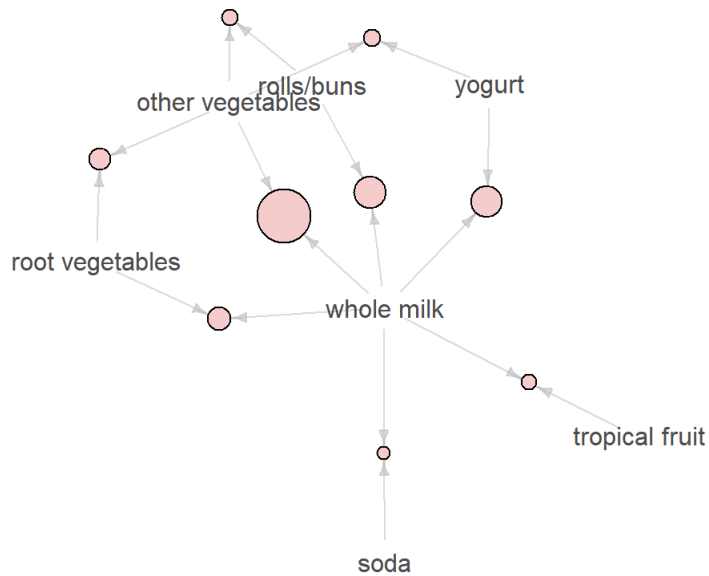 rolls/buns
yogurt
other vegetables
root vegetables
whole milk
tropical fruit
soda